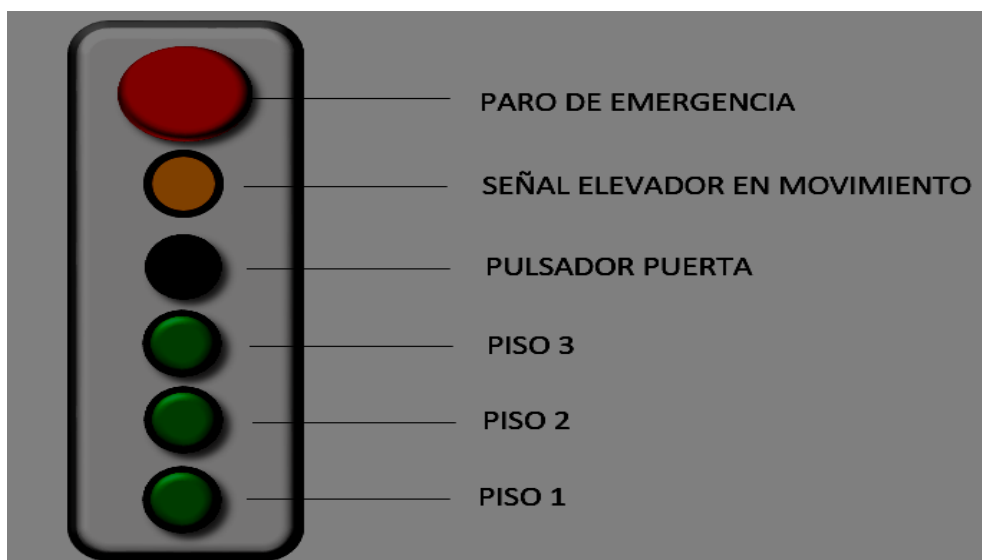 PARO DE EMERGENCIA
SEÑAL ELEVADOR EN MOVIMIENTO
PULSADOR PUERTA
PISO 3
PISO 2
PISO 1